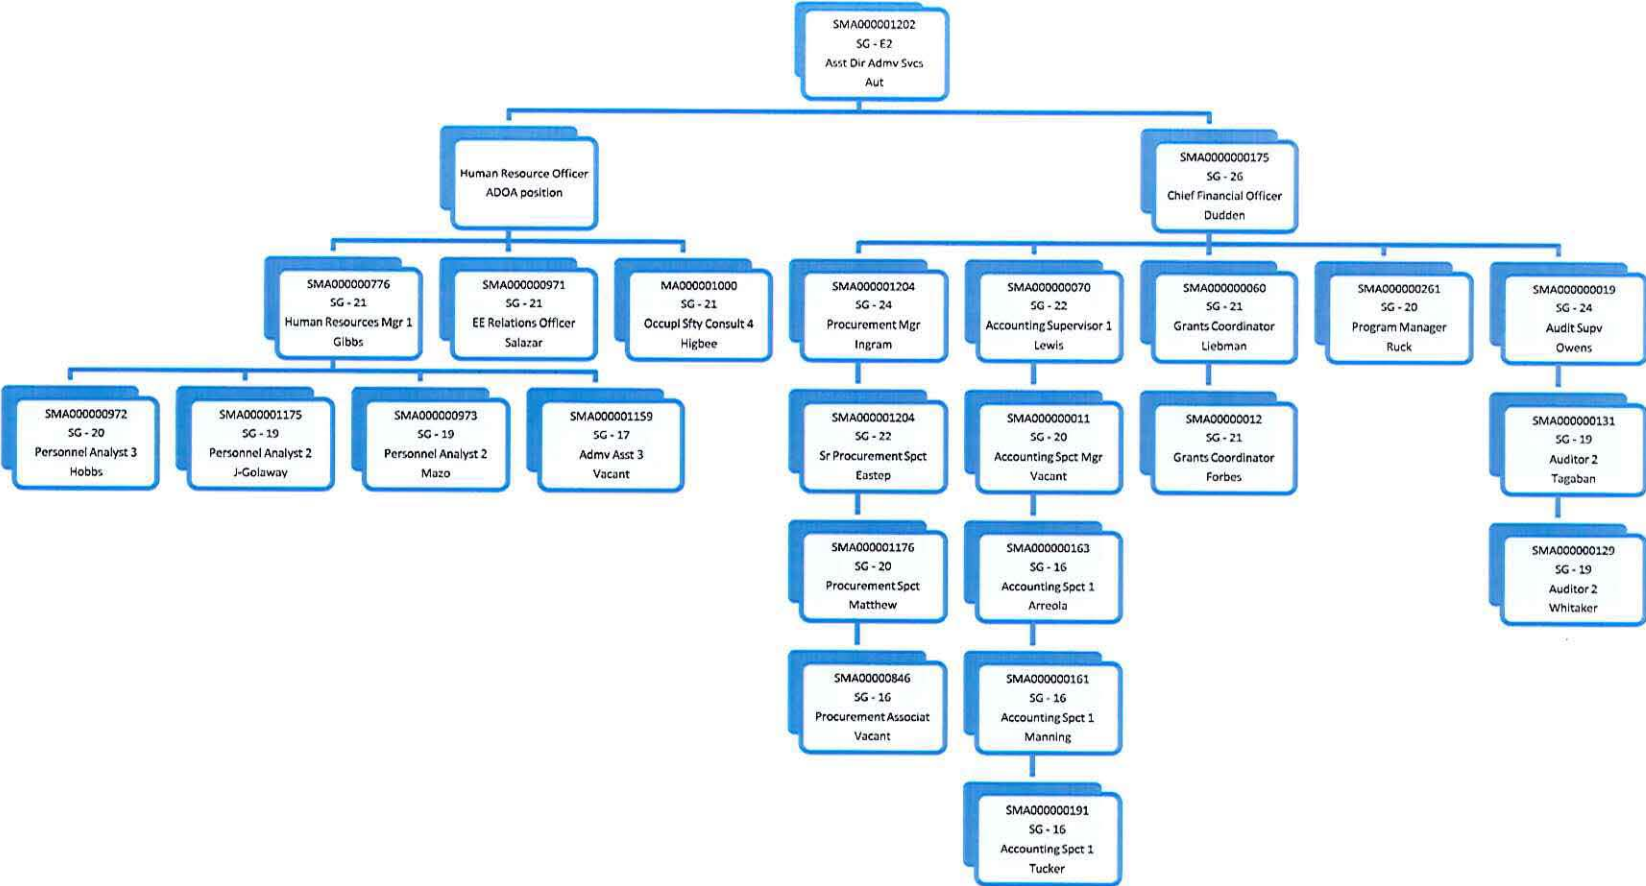 SMA000001202
SG - E2
Asst Dir Admv Svcs
Aut
Human Resource Officer
ADOA position
SMA0000000175
SG - 26
Chief Financial Officer
Dudden
SMA000000776
SG - 21
Human Resources Mgr 1
Gibbs
SMA000000971
SG - 21
EE Relations Officer
Salazar
MA000001000
SG - 21
Occupl Sfty Consult 4
Higbee
SMA000001204
SG - 24
Procurement Mgr
Ingram
SMA000000070
SG - 22
Accounting Supervisor 1
Lewis
SMA000000060
SG - 21
Grants Coordinator
Liebman
SMA000000261
SG - 20
Program Manager
Ruck
SMA000000019
SG - 24
Audit Supv
Owens
SMA000000972
SG - 20
Personnel Analyst 3
Hobbs
SMA000001175
SG - 19
Personnel Analyst 2
J-Golaway
SMA000000973
SG - 19
Personnel Analyst 2
Mazo
SMA000001159
SG - 17
Admv Asst 3
Vacant
SMA000001204
SG - 22
Sr Procurement Spct
Eastep
SMA000000011
SG - 20
Accounting Spct Mgr
Vacant
SMA00000012
SG - 21
Grants Coordinator
Forbes
SMA000000131
SG - 19
Auditor 2
Tagaban
SMA000001176
SG - 20
Procurement Spct
Matthew
SMA000000163
SG - 16
Accounting Spct 1
Arreola
SMA000000129
SG - 19
Auditor 2
Whitaker
SMA00000846
SG - 16
Procurement Associat
Vacant
SMA000000161
SG - 16
Accounting Spct 1
Manning
SMA000000191
SG - 16
Accounting Spct 1
Tucker